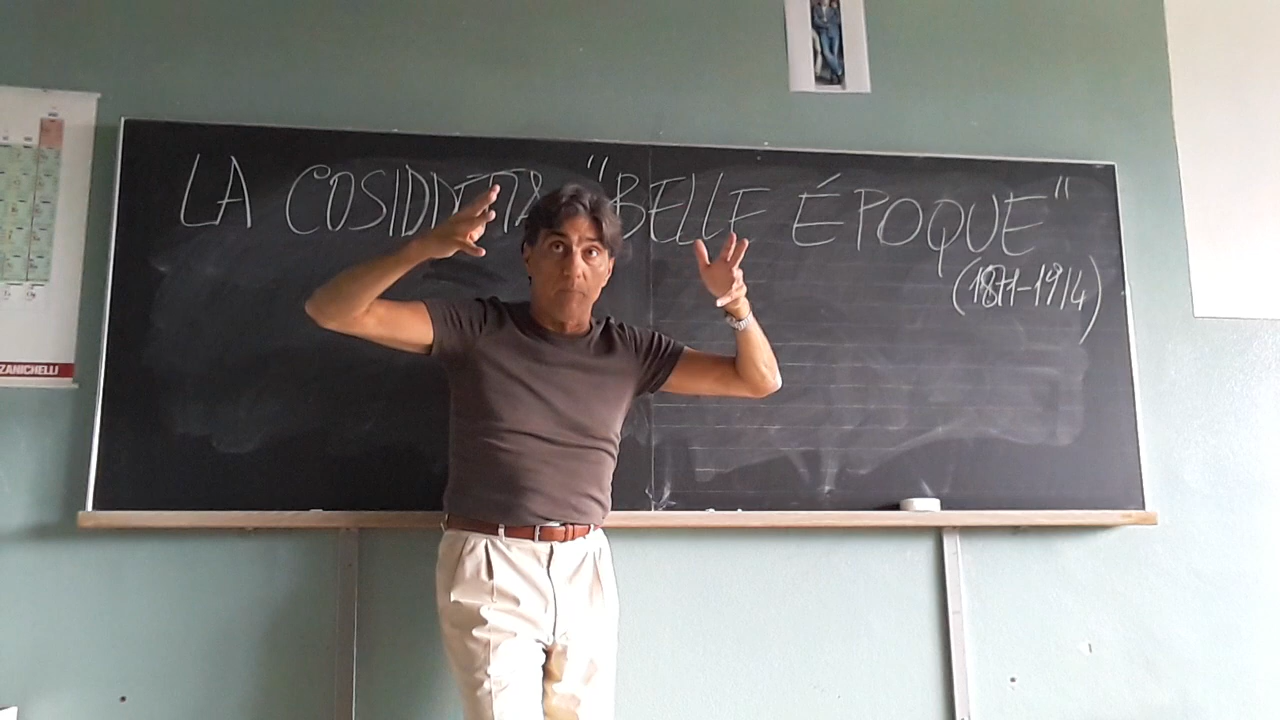 LA COSIDDETTA "BELLE ÉPOQUE"
(1871-1914)
ZANICHELLI